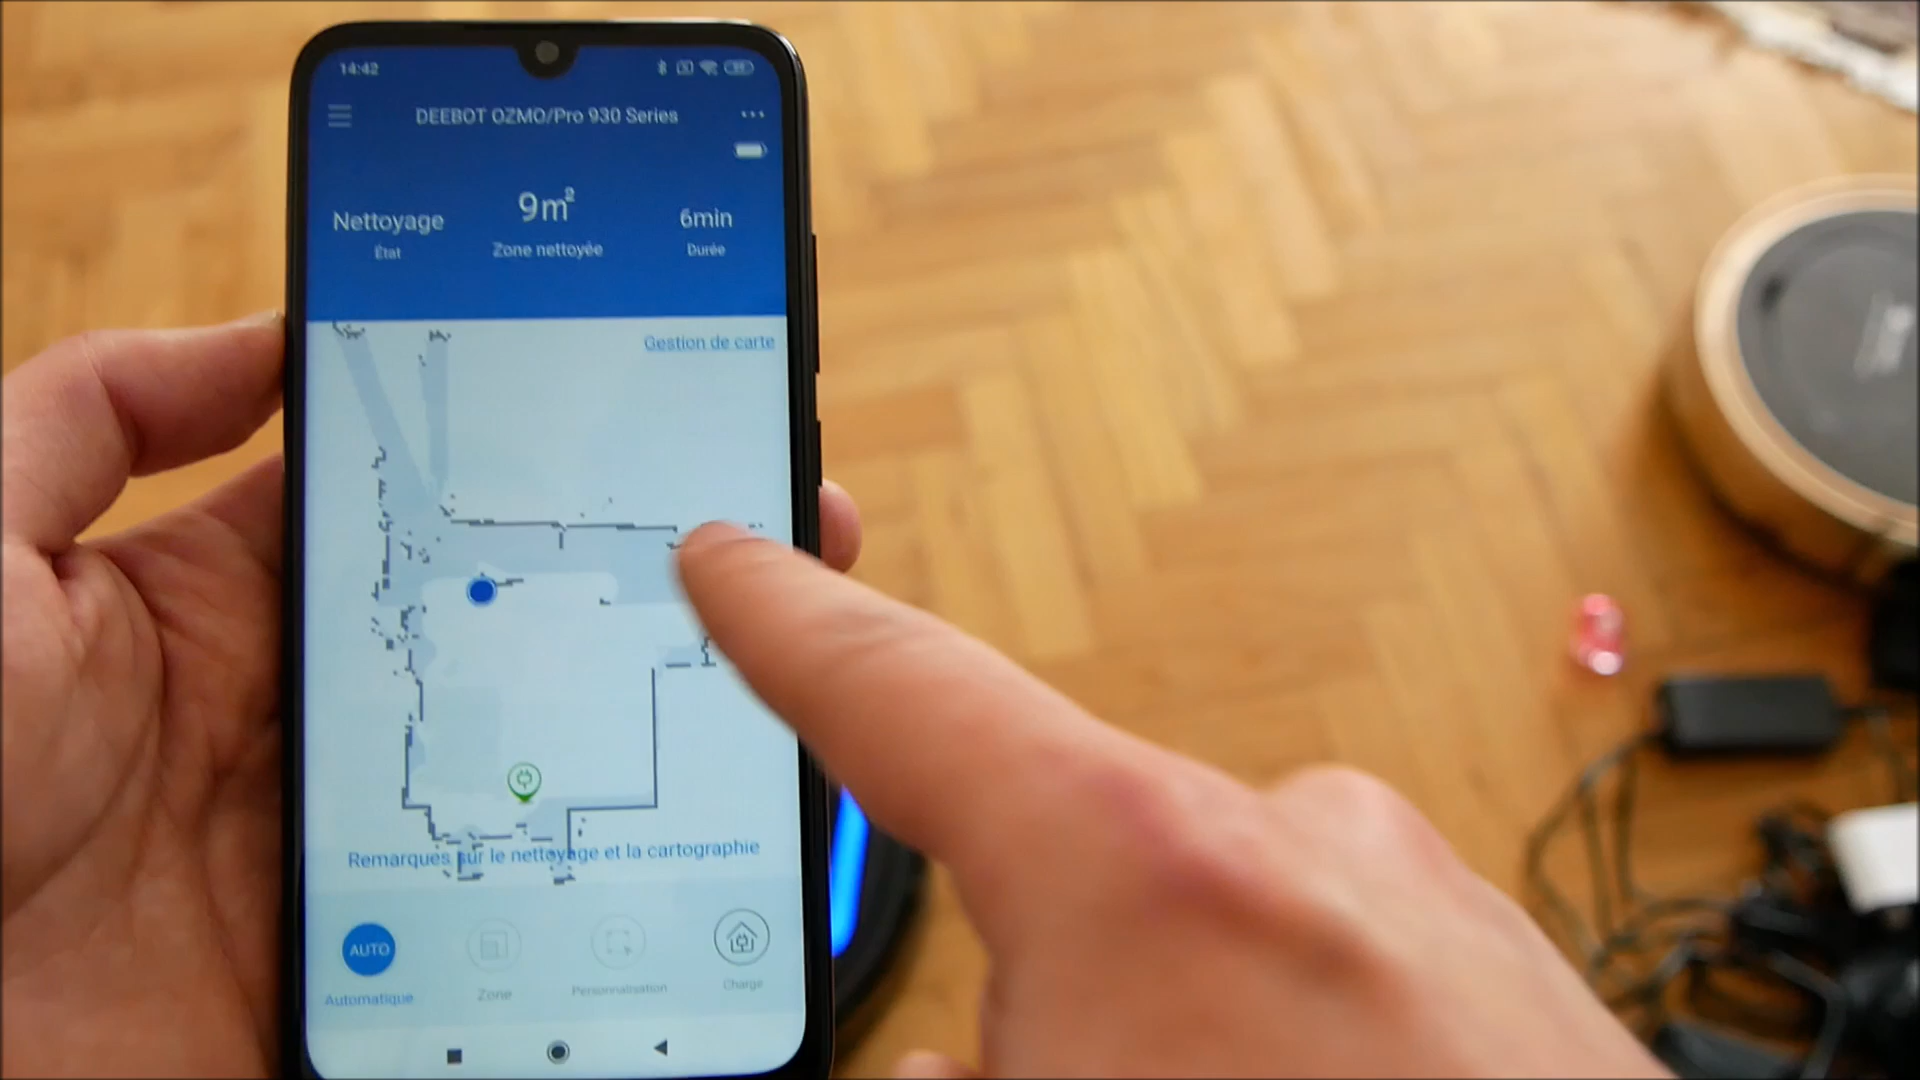 14:42
DEEBOT OZMO/Pro 930 Series
Nettoyage
État
9m²
Zone nettoyée
6min
Durée
Gestion de carte
Remarques sur le nettoyage et la cartographie
AUTO
Automatique
Zone
Personnalisation
Charge